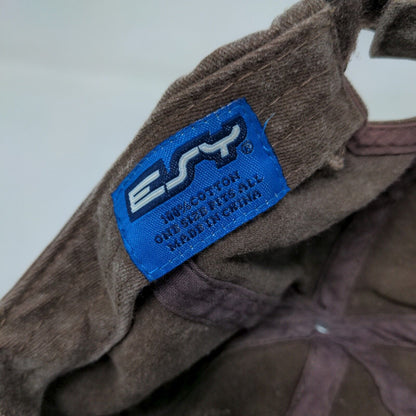 ESY®
100% COTTON
ONE SIZE FITS ALL
MADE IN CHINA